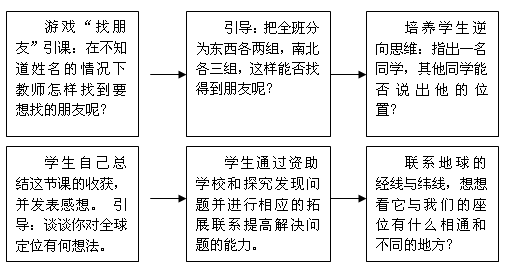 游戏“找朋
友”引课：在不知
道姓名的情况下
教师怎样找到要
想找的朋友呢？
引导：把全班分
为东西各两组，南北
各三组，这样能否找
得到朋友呢？
培养学生逆
向思维：指出一名
同学，其他同学能
否说出他的位
置？
学生自己总
结这节课的收获，
并发表感想。 引
导：谈谈你对全球
定位有何想法。
学生通过资助
学校和探究发现问
题并进行相应的拓
展联系提高解决问
题的能力。
联系地球的
经线与纬线，想想
看它与我们的座
位有什么相通和
不同的地方？